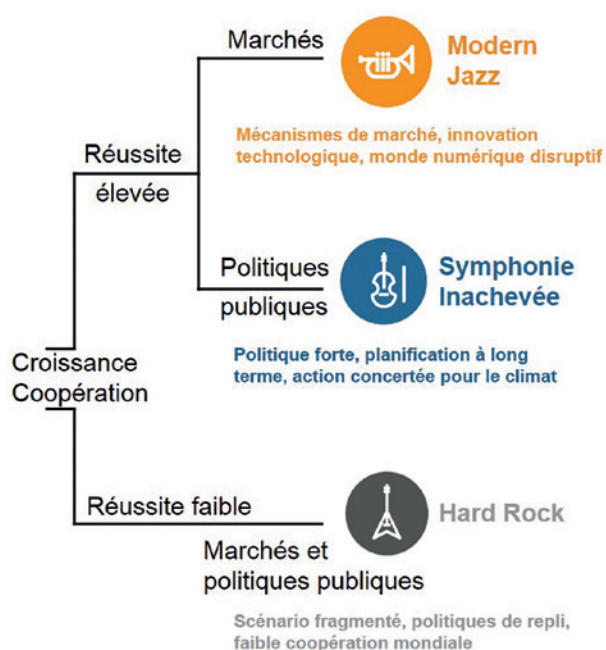 Marchés
Modern
Jazz
Mécanismes de marché, innovation
technologique, monde numérique disruptif
Réussite
élevée
Politiques
publiques
Symphonie
Inachevée
Politique forte, planification à long
terme, action concertée pour le climat
Croissance
Coopération
Réussite faible
Hard Rock
Marchés et
politiques publiques
Scénario fragmenté, politiques de repli,
faible coopération mondiale